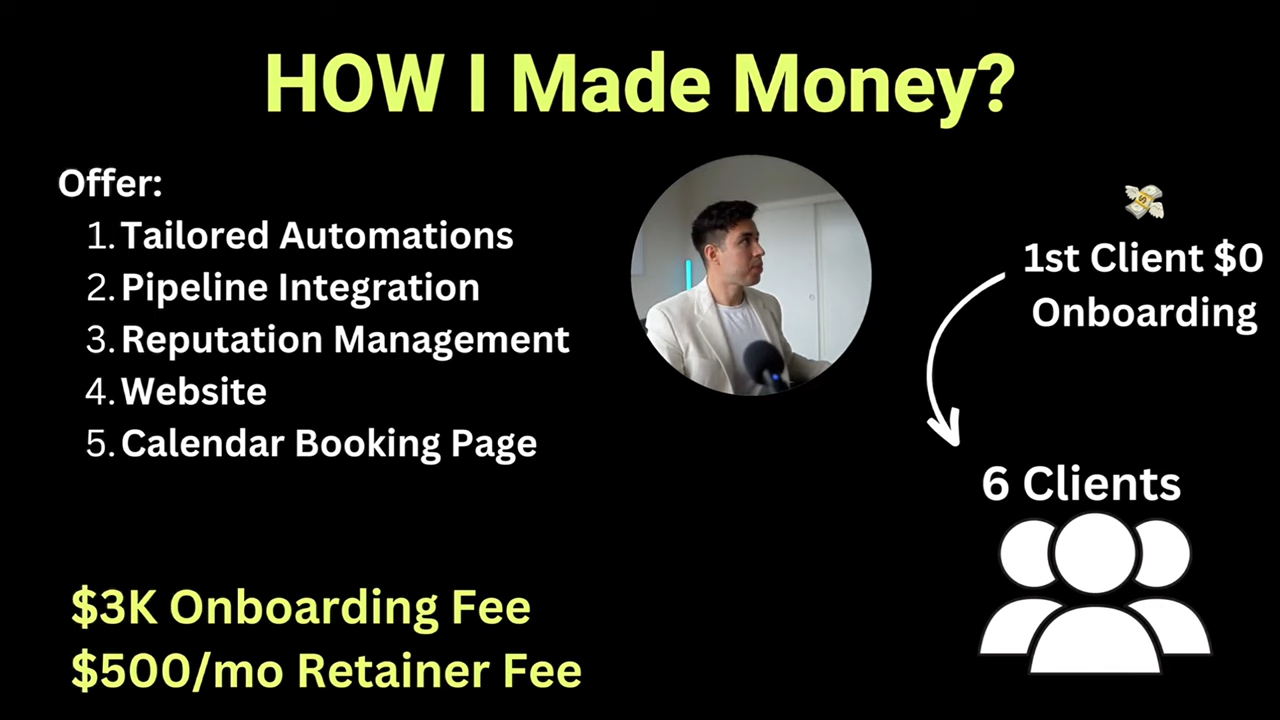 HOW I Made Money?
Offer:
1. Tailored Automations
2. Pipeline Integration
3. Reputation Management
4. Website
5. Calendar Booking Page
$3K Onboarding Fee
$500/mo Retainer Fee
1st Client $0
Onboarding
6 Clients